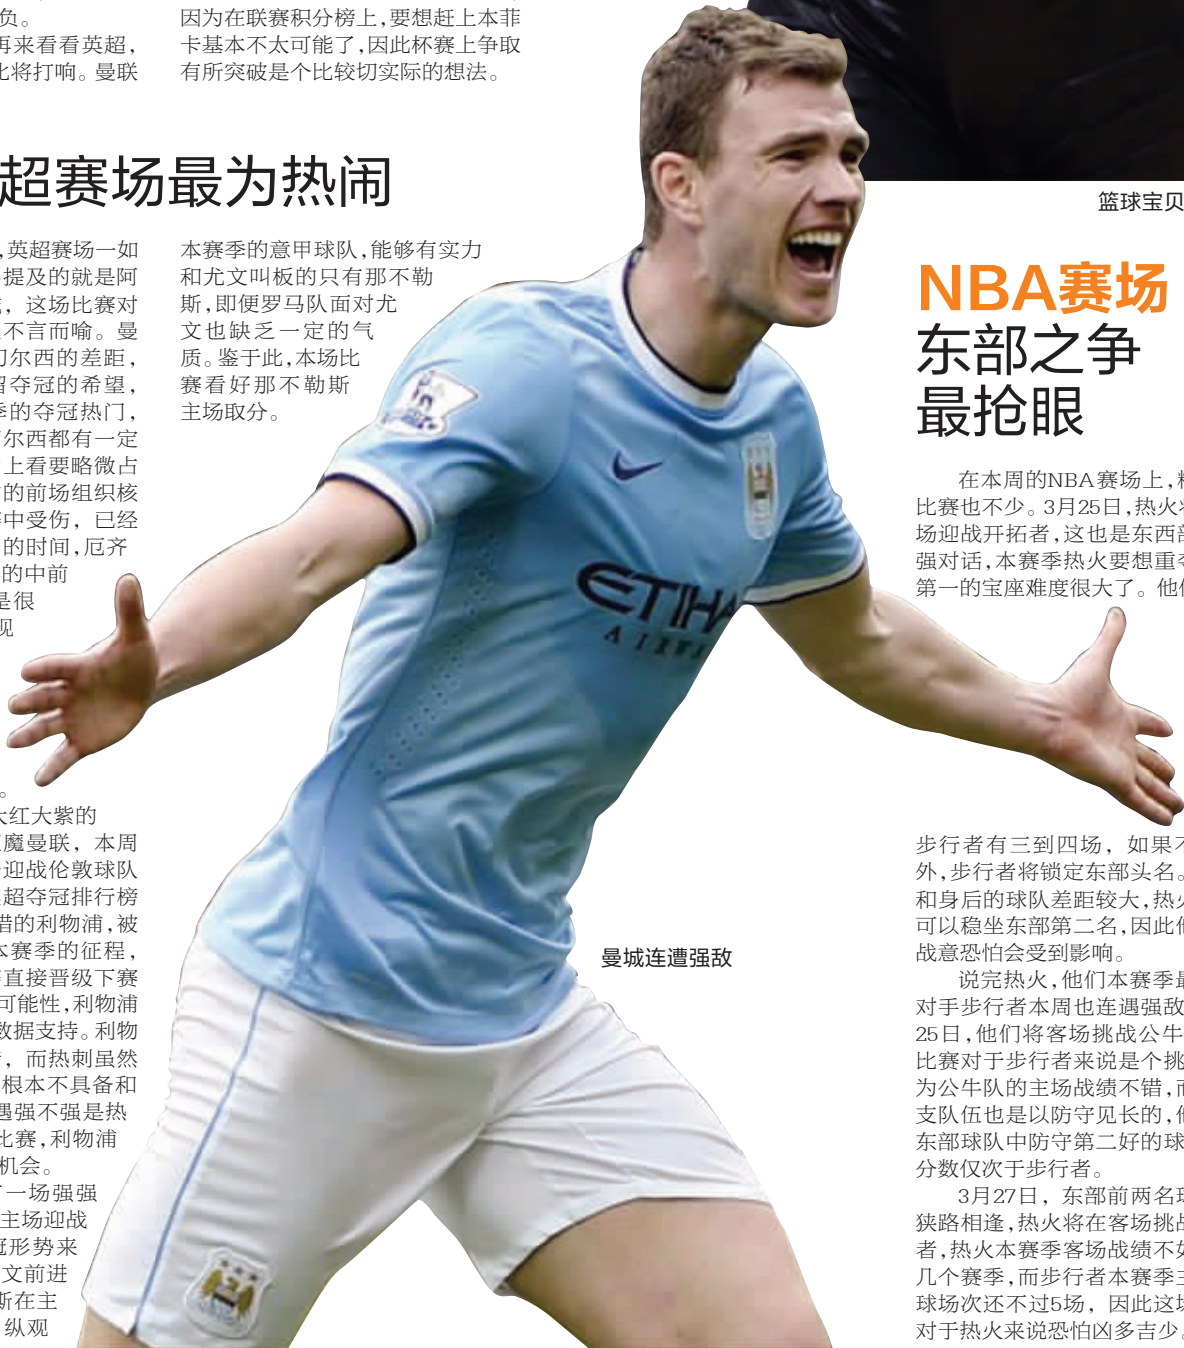 负。
再来看看英超，
比将打响。曼联
因为在联赛积分榜上，要想赶上本菲
卡基本不太可能了，因此杯赛上争取
有所突破是个比较切实际的想法。
超赛场最为热闹
，英超赛场一如
提及的就是阿
，这场比赛对
不言而喻。曼
切尔西的差距，
留夺冠的希望，
季的夺冠热门，
尔西都有一定
上看要略微占
的前场组织核
中受伤，已经
的时间，厄齐
的中前
是很
观
。
大红大紫的
魔曼联，本周
迎战伦敦球队
超夺冠排行榜
错的利物浦，被
本赛季的征程，
直接晋级下赛
可能性，利物浦
数据支持。利物
，而热刺虽然
根本不具备和
遇强不强是热
比赛，利物浦
机会。
一场强强
主场迎战
冠形势来
文前进
斯在主
纵观
本赛季的意甲球队，能够有实力
和尤文叫板的只有那不勒
斯，即便罗马队面对尤
文也缺乏一定的气
质。鉴于此，本场比
赛看好那不勒斯
主场取分。
ETIHA
AIRWA
曼城连遭强敌
篮球宝贝
NBA赛场
东部之争
最抢眼
在本周的NBA赛场上，精
比赛也不少。3月25日，热火将
场迎战开拓者，这也是东西部
强对话，本赛季热火要想重夺
第一的宝座难度很大了。他们
步行者有三到四场，如果不
外，步行者将锁定东部头名。
和身后的球队差距较大，热火
可以稳坐东部第二名，因此他
战意恐怕会受到影响。
说完热火，他们本赛季最
对手步行者本周也连遇强敌
25日，他们将客场挑战公牛
比赛对于步行者来说是个挑
为公牛队的主场战绩不错，而
支队伍也是以防守见长的，他
东部球队中防守第二好的球
分数仅次于步行者。
3月27日，东部前两名球
狭路相逢，热火将在客场挑战
者，热火本赛季客场战绩不如
几个赛季，而步行者本赛季主
球场次还不过5场，因此这场
对于热火来说恐怕凶多吉少。